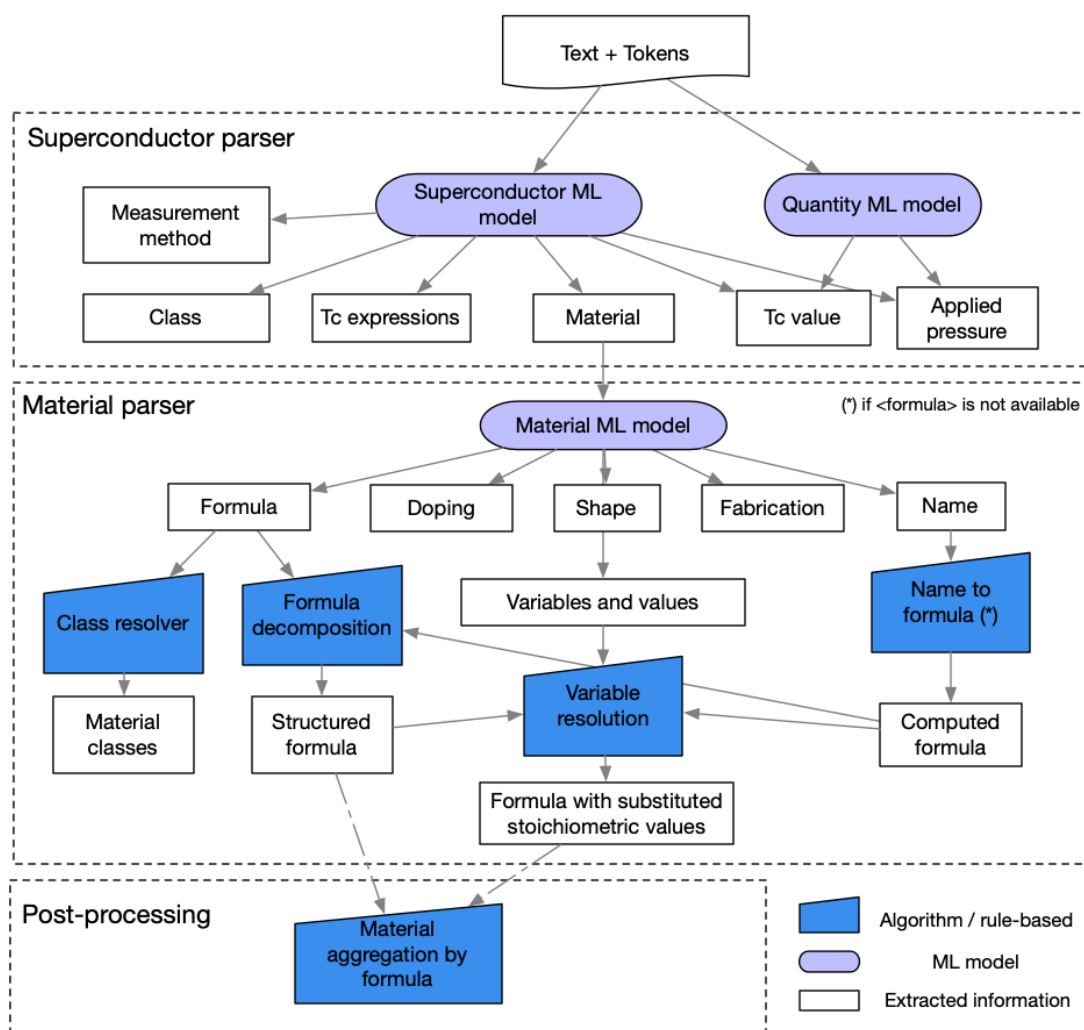 Text + Tokens
Superconductor parser
Superconductor ML
model
Quantity ML model
Measurement
method
Class
Tc expressions
Material
Tc value
Applied
pressure
Material parser
(*) if <formula> is not available
Material ML model
Formula
Doping
Shape
Fabrication
Name
Class resolver
Formula
decomposition
Variables and values
Name to
formula (*)
Material
classes
Structured
formula
Variable
resolution
Computed
formula
Formula with substituted
stoichiometric values
Post-processing
Material
aggregation by
formula
Algorithm / rule-based
ML model
Extracted information